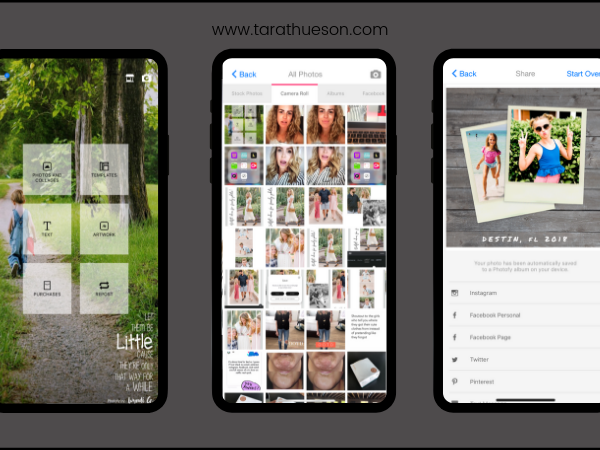 www.tarathueson.com
PHOTOS AND
COLLAGES
TEMPLATES
TEXT
ARTWORK
PURCHASES
REPORT
LET
THEM BE
Little
'CAUSE
THEY'RE ONLY
THAT WAY FOR
A WHILE
Back
All Photos
Stock Photos
Camera Roll
Albums
Facebook
Back
Share
Start Over
DESTIN, FL 2018
Your photo has been automatically saved
to a Photofy album on your device.
Instagram
Facebook Personal
Facebook Page
Twitter
Pinterest